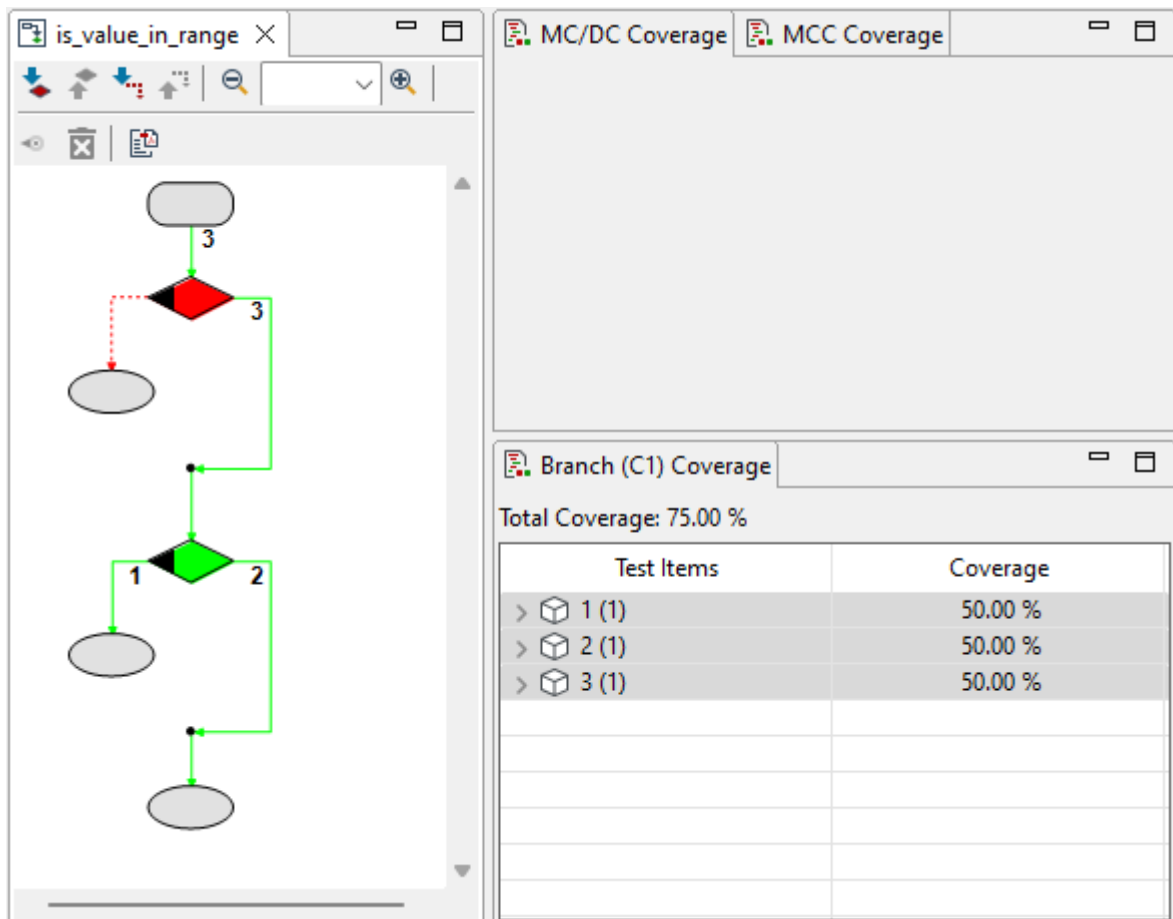 is_value_in_range
3
3
1
2
MC/DC Coverage
MCC Coverage
Branch (C1) Coverage
Total Coverage: 75.00 %
Test Items Coverage
1 (1) 50.00 %
2 (1) 50.00 %
3 (1) 50.00 %